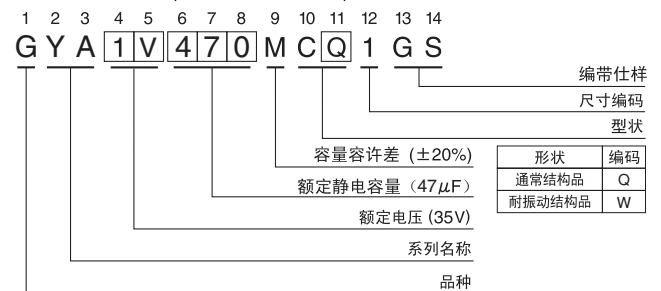 1 2 3 4 5 6 7 8 9 10 11 12 13 14
G Y A 1 V 4 7 0 M C Q 1 G S
编带仕样
尺寸编码
型状
容量容许差 (±20%)
形状 编码
额定静电容量（47μF）
通常结构品 Q
耐振动结构品 W
额定电压 (35V)
系列名称
品种